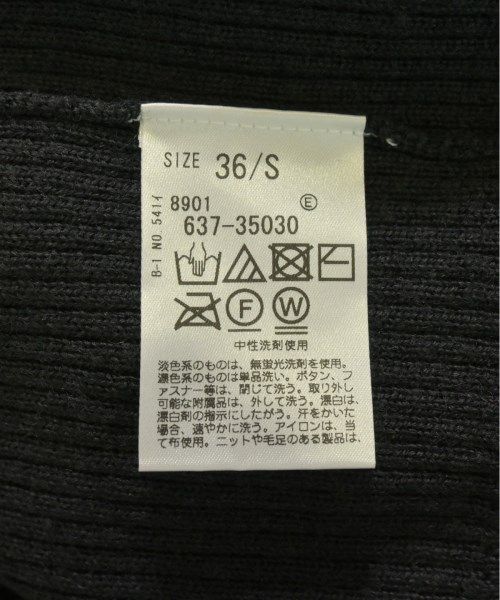 SIZE 36/S
8901 Ⓔ
637-35030
B-1 NO.541イ
F W
中性洗剤使用
淡色系のものは、無蛍光洗剤を使用。
濃色系のものは単品洗い。ボタン、フ
ァスナー等は、閉じて洗う。取り外し
可能な附属品は、外して洗う。漂白は、
漂白剤の指示にしたがう。汗をかいた
場合、速やかに洗う。アイロンは、当
て布使用。ニットや毛足のある製品は、